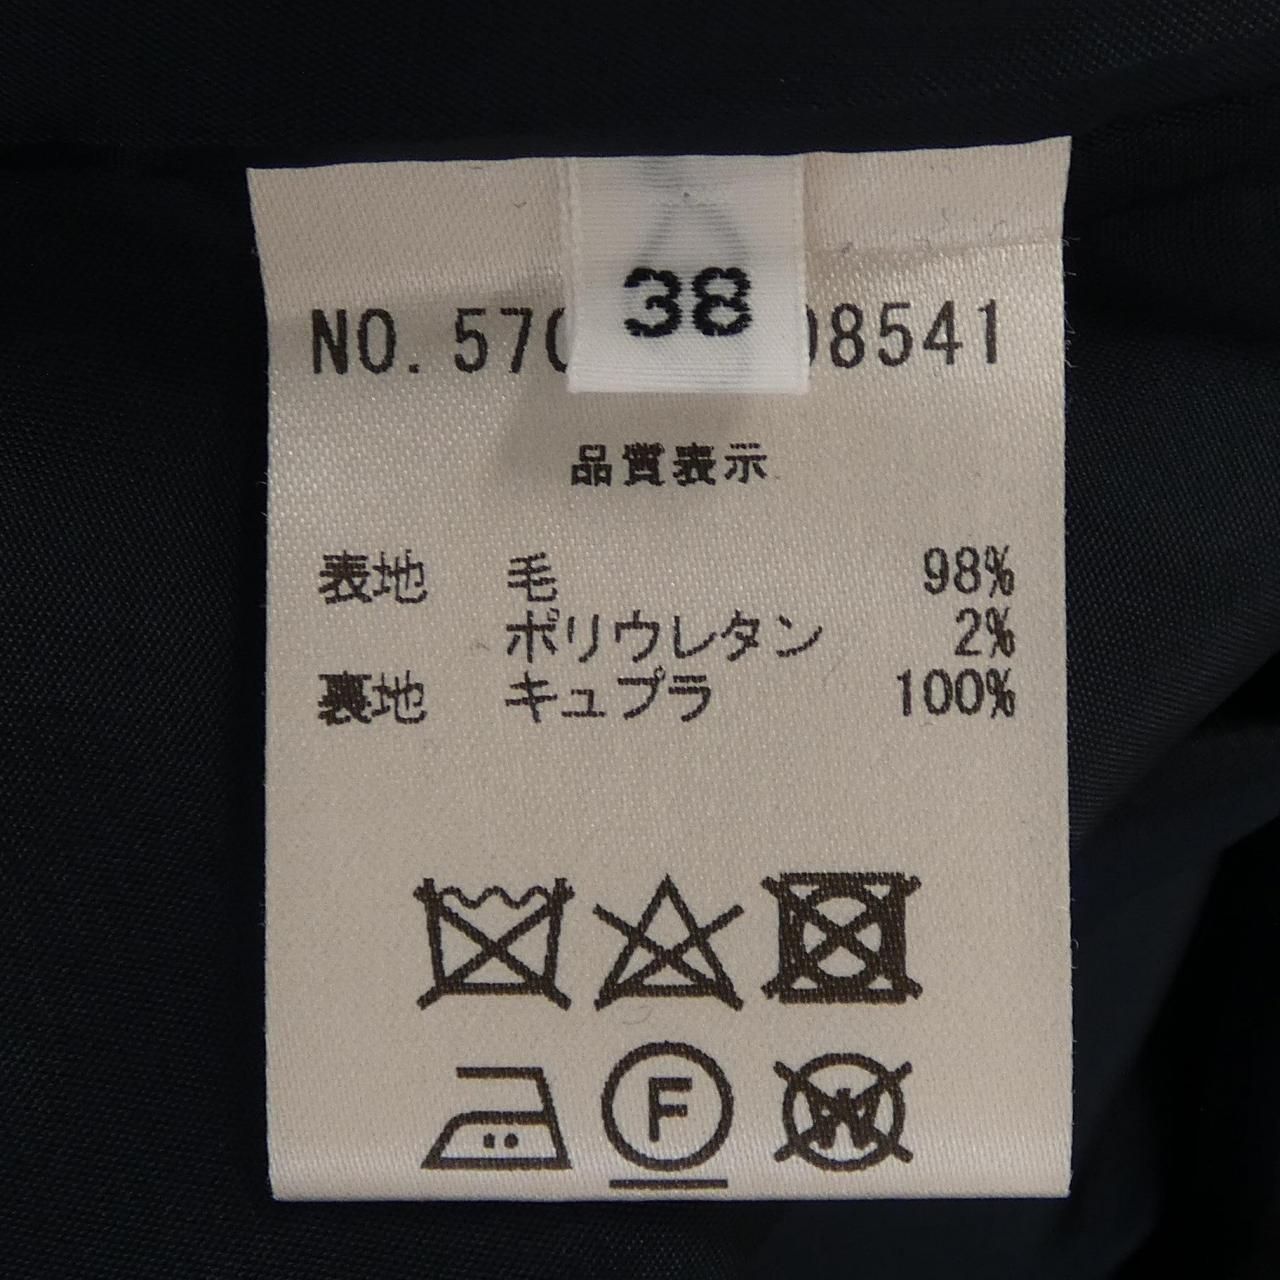 38
NO. 570 08541
品質表示
表地 毛 98%
ポリウレタン 2%
裏地 キュプラ 100%
F
W